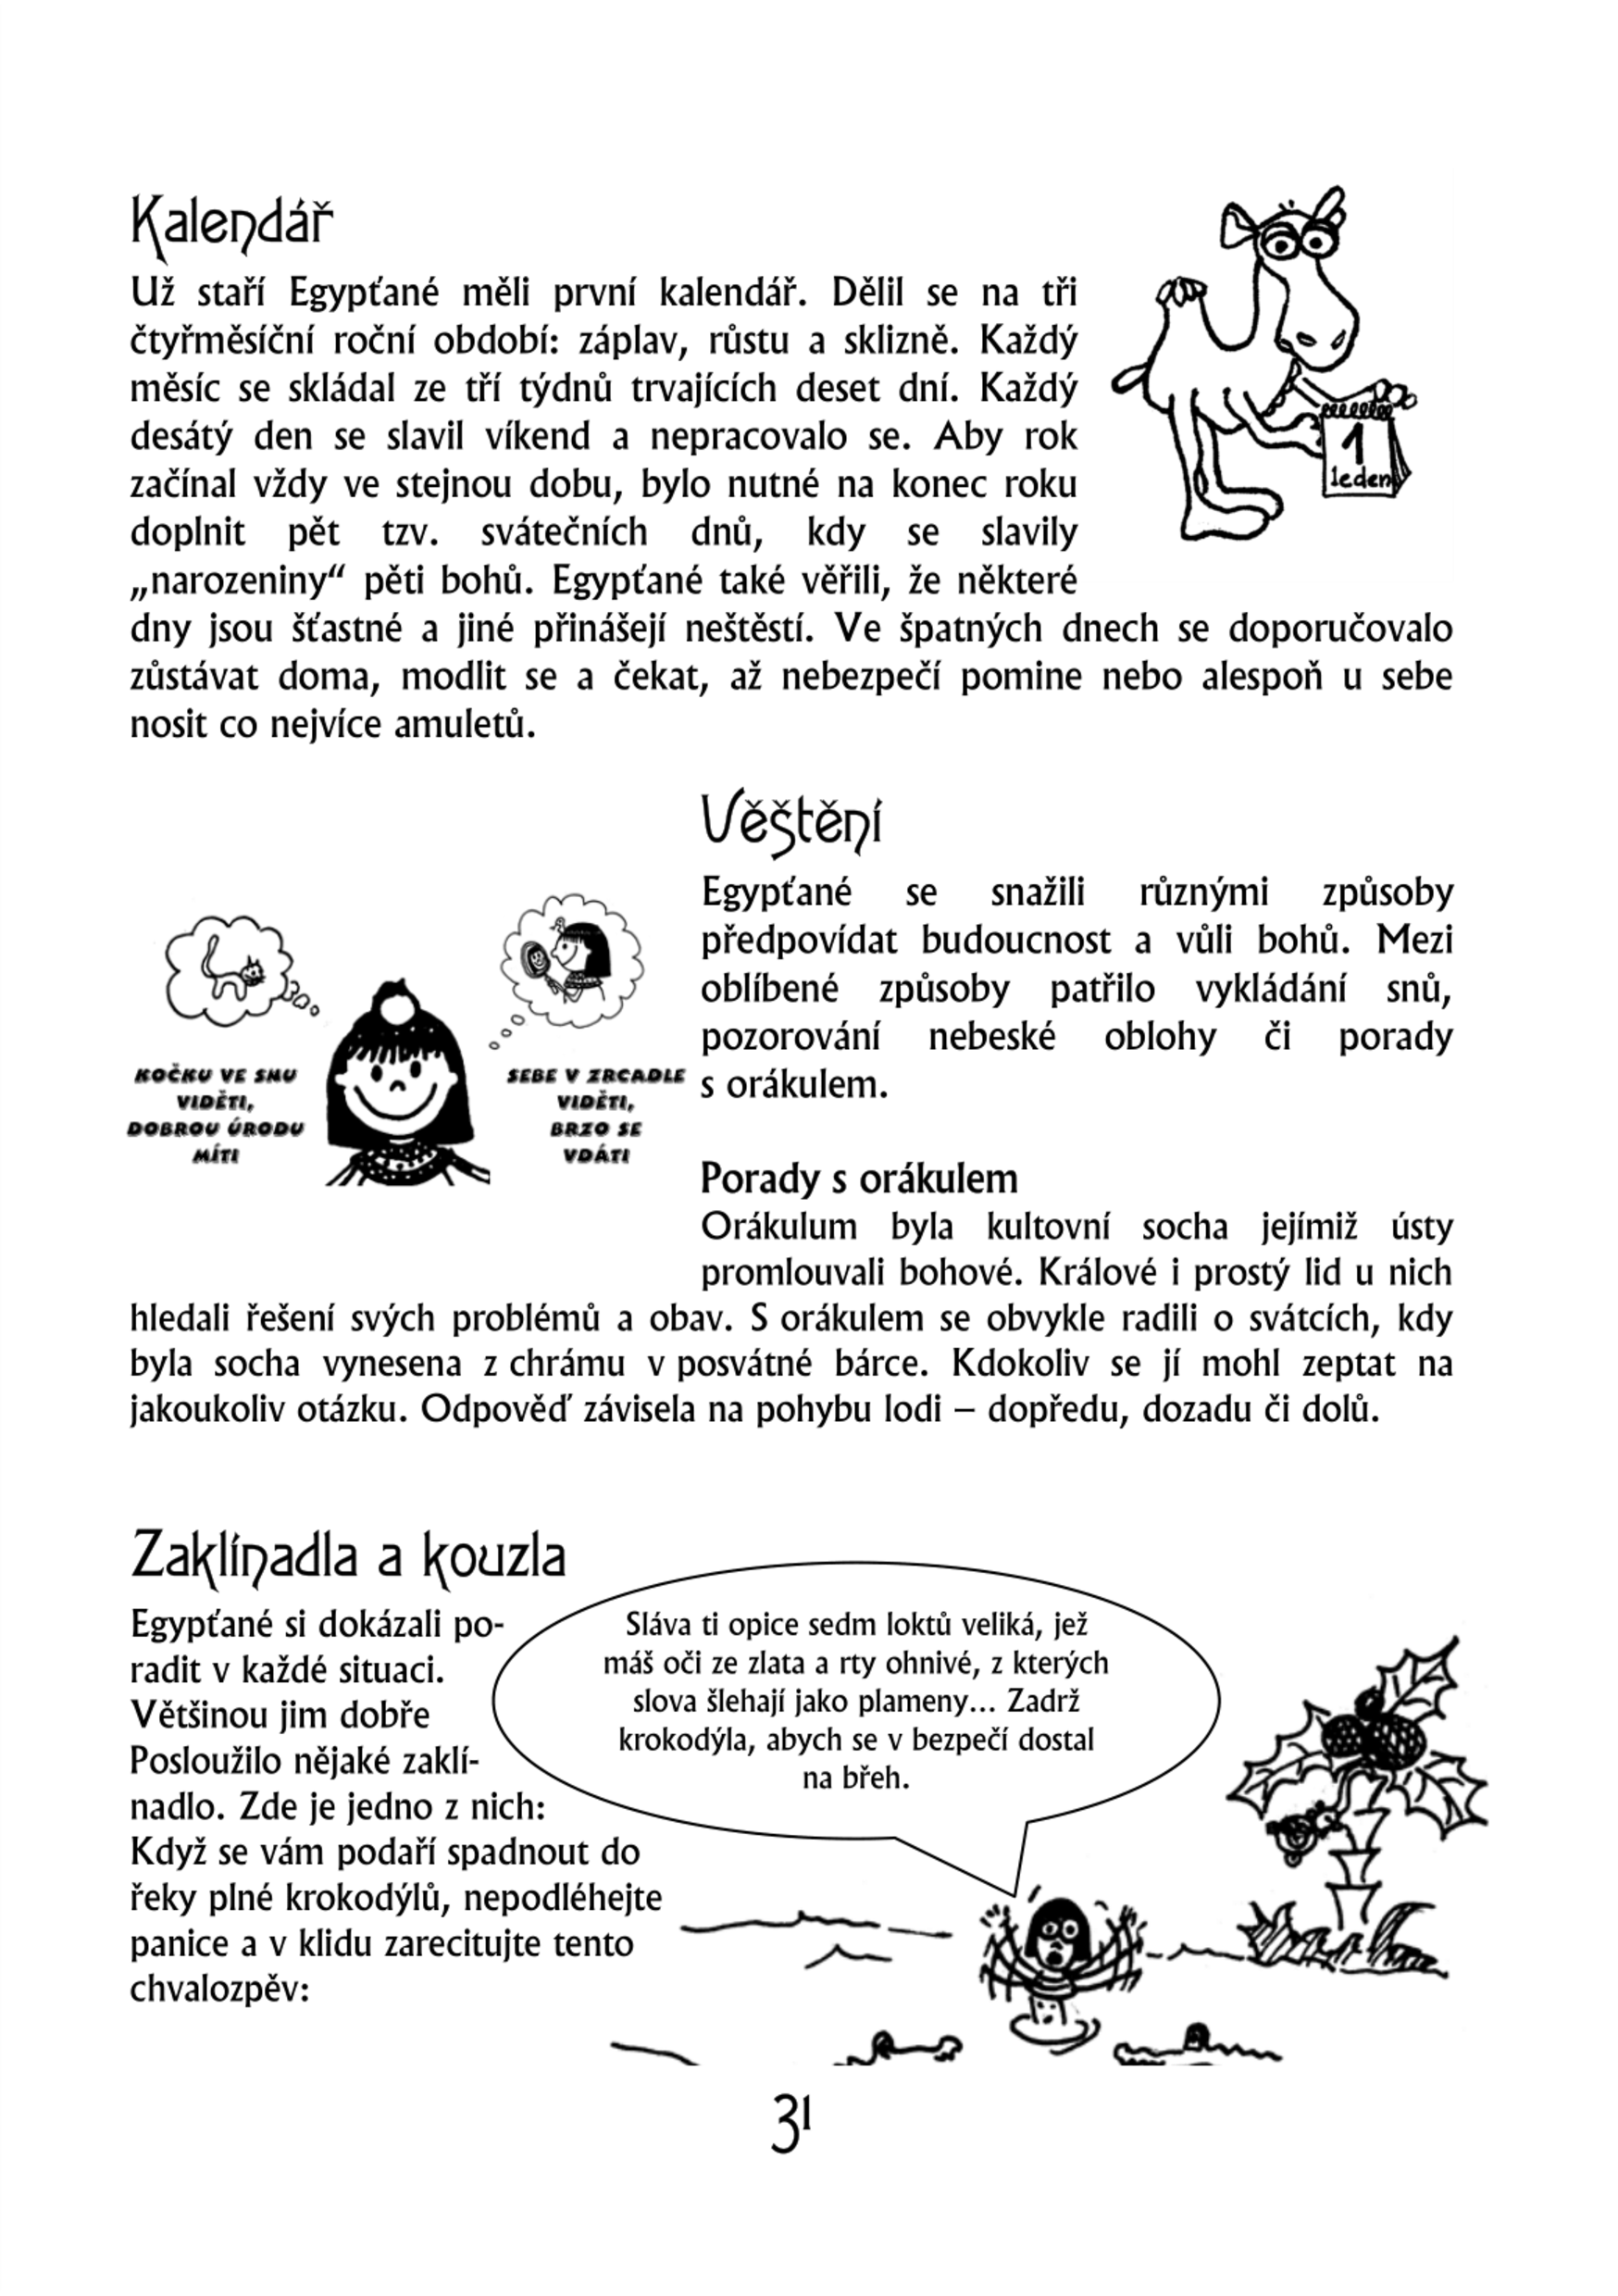 Kalendář
Už staří Egypťané měli první kalendář. Dělil se na tři
čtyřměsíční roční období: záplav, růstu a sklizně. Každý
měsíc se skládal ze tří týdnů trvajících deset dní. Každý
desátý den se slavil víkend a nepracovalo se. Aby rok
začínal vždy ve stejnou dobu, bylo nutné na konec roku
doplnit pět tzv. svátečních dnů, kdy se slavily
„narozeniny“ pěti bohů. Egypťané také věřili, že některé
dny jsou šťastné a jiné přinášejí neštěstí. Ve špatných dnech se doporučovalo
zůstávat doma, modlit se a čekat, až nebezpečí pomine nebo alespoň u sebe
nosit co nejvíce amuletů.
1
leden
Věštění
Egypťané se snažili různými způsoby
předpovídat budoucnost a vůli bohů. Mezi
oblíbené způsoby patřilo vykládání snů,
pozorování nebeské oblohy či porady
s orákulem.
KOČKU VE SNU
VIDĚTI,
DOBROU ÚRODU
MÍTI
SEBE V ZRCADLE
VIDĚTI,
BRZO SE
VDÁTI
Porady s orákulem
Orákulum byla kultovní socha jejímiž ústy
promlouvali bohové. Králové i prostý lid u nich
hledali řešení svých problémů a obav. S orákulem se obvykle radili o svátcích, kdy
byla socha vynesena z chrámu v posvátné bárce. Kdokoliv se jí mohl zeptat na
jakoukoliv otázku. Odpověď závisela na pohybu lodi – dopředu, dozadu či dolů.
Zaklínadla a kouzla
Egypťané si dokázali po-
radit v každé situaci.
Většinou jim dobře
Posloužilo nějaké zaklí-
nadlo. Zde je jedno z nich:
Když se vám podaří spadnout do
řeky plné krokodýlů, nepodléhejte
panice a v klidu zarecitujte tento
chvalozpěv:
Sláva ti opice sedm loktů veliká, jež
máš oči ze zlata a rty ohnivé, z kterých
slova šlehají jako plameny... Zadrž
krokodýla, abych se v bezpečí dostal
na břeh.
31